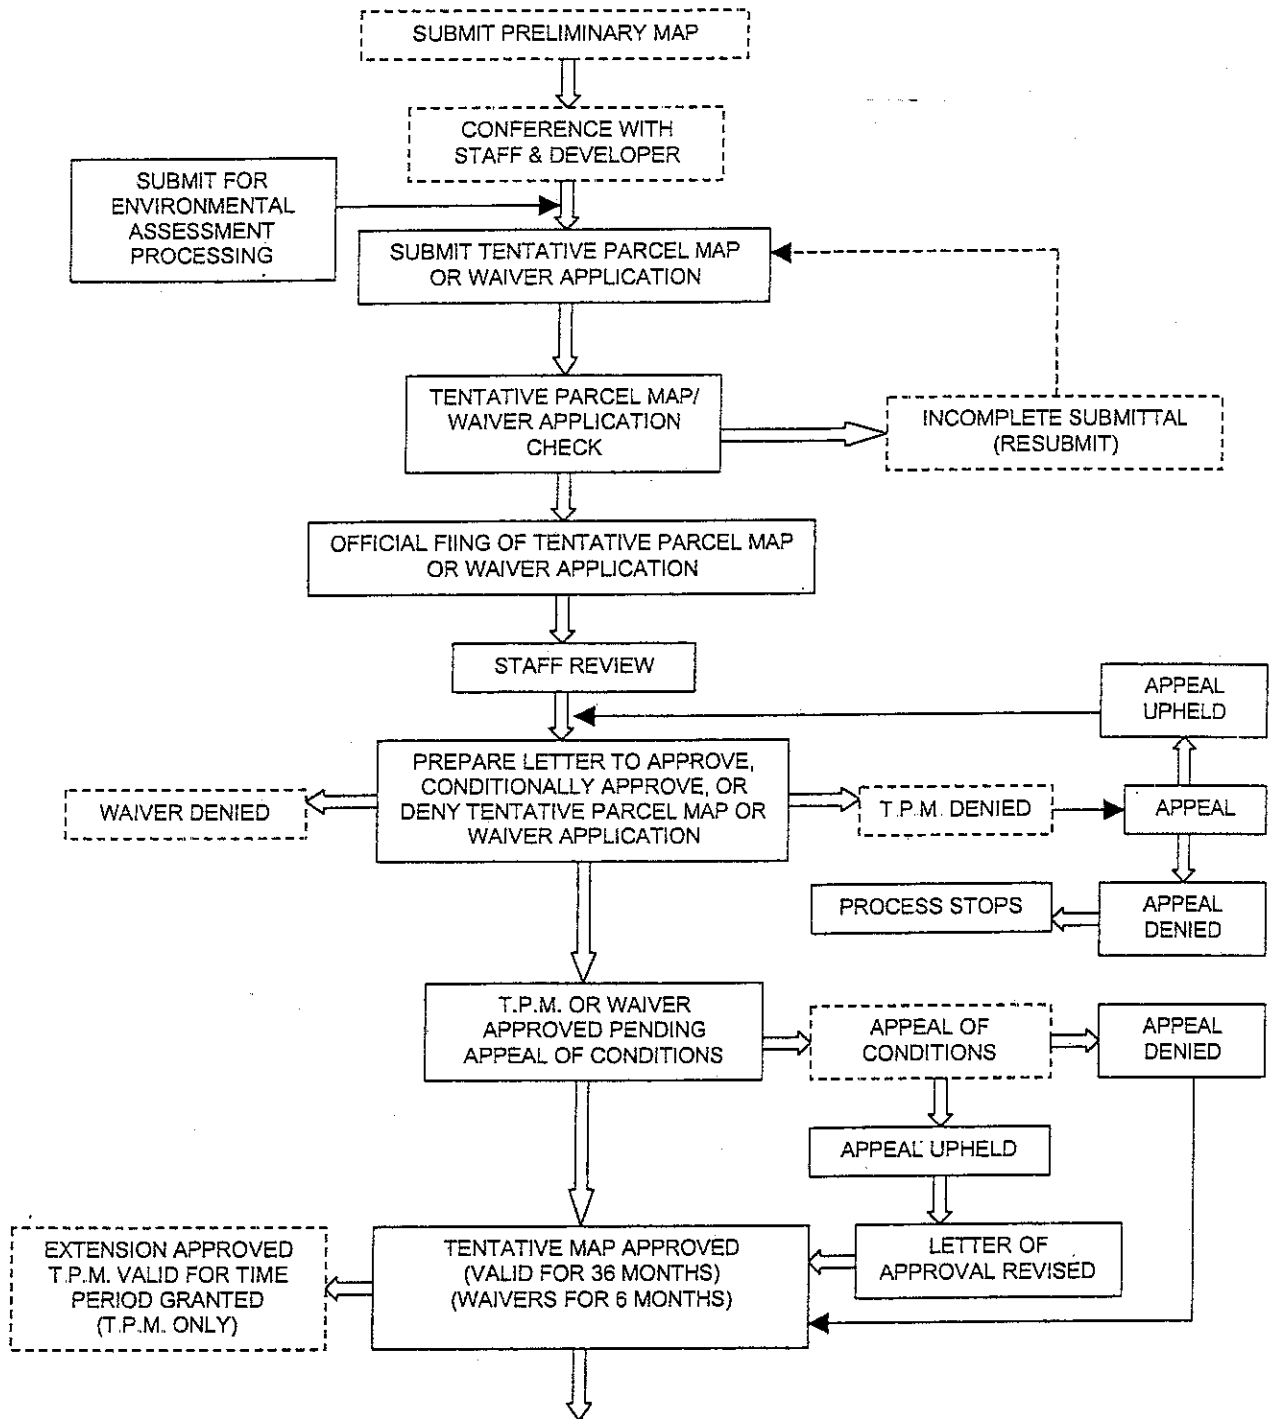 SUBMIT PRELIMINARY MAP
CONFERENCE WITH
STAFF & DEVELOPER
SUBMIT FOR
ENVIRONMENTAL
ASSESSMENT
PROCESSING
SUBMIT TENTATIVE PARCEL MAP
OR WAIVER APPLICATION
TENTATIVE PARCEL MAP/
WAIVER APPLICATION
CHECK
INCOMPLETE SUBMITTAL
(RESUBMIT)
OFFICIAL FIING OF TENTATIVE PARCEL MAP
OR WAIVER APPLICATION
STAFF REVIEW
APPEAL
UPHELD
PREPARE LETTER TO APPROVE,
CONDITIONALLY APPROVE, OR
DENY TENTATIVE PARCEL MAP OR
WAIVER APPLICATION
WAIVER DENIED
T.P.M. DENIED
APPEAL
PROCESS STOPS
APPEAL
DENIED
T.P.M. OR WAIVER
APPROVED PENDING
APPEAL OF CONDITIONS
APPEAL OF
CONDITIONS
APPEAL
DENIED
APPEAL UPHELD
LETTER OF
APPROVAL REVISED
TENTATIVE MAP APPROVED
(VALID FOR 36 MONTHS)
(WAIVERS FOR 6 MONTHS)
EXTENSION APPROVED
T.P.M. VALID FOR TIME
PERIOD GRANTED
(T.P.M. ONLY)